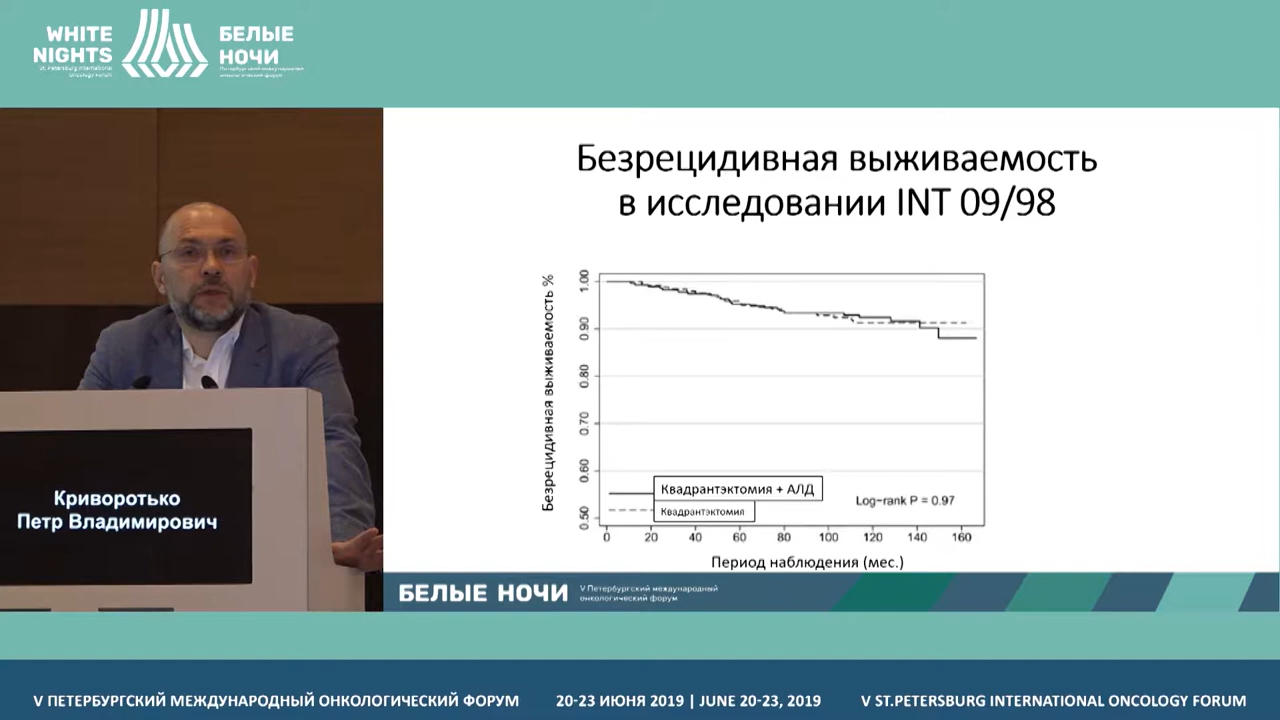 WHITE
NIGHTS
St. Petersburg International
Oncology Forum
БЕЛЫЕ
НОЧИ
Петербургский международный
онкологический форум
Безрецидивная выживаемость
в исследовании INT 09/98
Безрецидивная выживаемость %
1.00
0.90
0.80
0.70
0.60
0.50
Квадрантэктомия + АЛД
Квадрантэктомия
Log-rank P = 0.97
0 20 40 60 80 100 120 140 160
Период наблюдения (мес.)
Криворотько
Петр Владимирович
БЕЛЫЕ НОЧИ
V Петербургский международный
онкологический форум
V ПЕТЕРБУРГСКИЙ МЕЖДУНАРОДНЫЙ ОНКОЛОГИЧЕСКИЙ ФОРУМ 20-23 ИЮНЯ 2019 | JUNE 20-23, 2019 V ST.PETERSBURG INTERNATIONAL ONCOLOGY FORUM